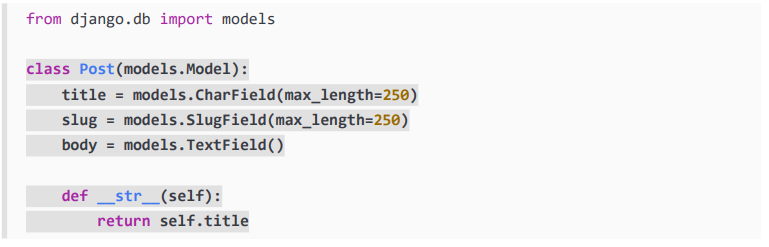 from django.db import models
class Post(models.Model):
    title = models.CharField(max_length=250)
    slug = models.SlugField(max_length=250)
    body = models.TextField()
    def __str__(self):
        return self.title